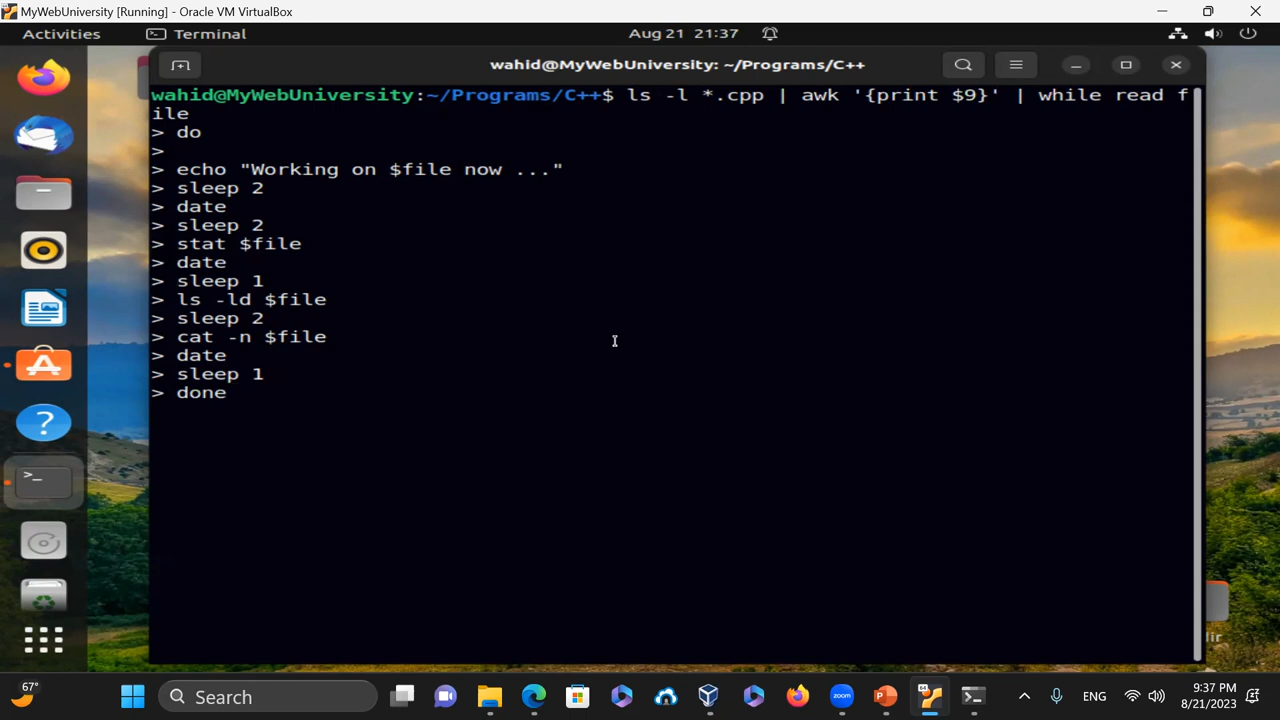 MyWebUniversity [Running] - Oracle VM VirtualBox
Activities
Terminal
Aug 21 21:37
wahid@MyWebUniversity: ~/Programs/C++
wahid@MyWebUniversity:~/Programs/C++$ ls -l *.cpp | awk '{print $9}' | while read f
ile
> do
>
> echo "Working on $file now ..."
> sleep 2
> date
> sleep 2
> stat $file
> date
> sleep 1
> ls -ld $file
> sleep 2
> cat -n $file
> date
> sleep 1
> done
dir
67°
Search
64
zoom
P
ENG
9:37 PM
8/21/2023